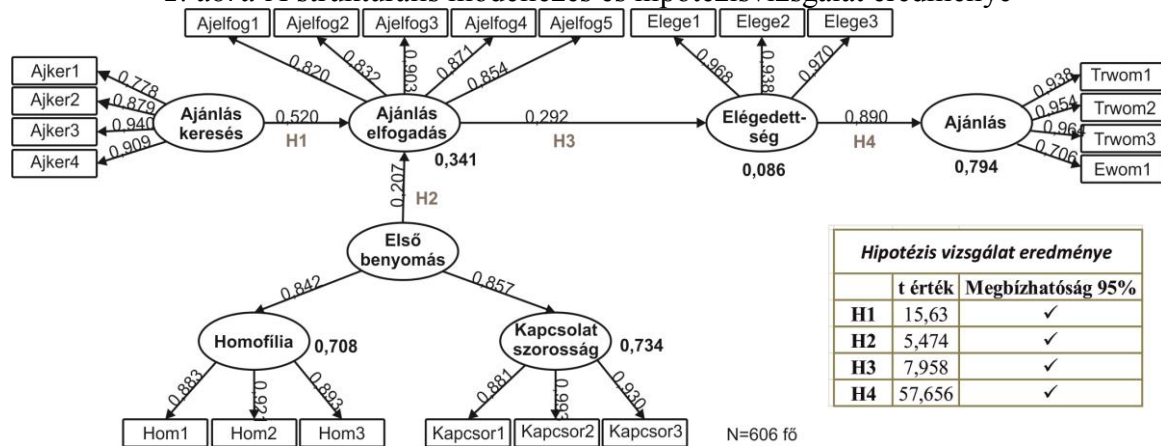 Ajelfog1 Ajelfog2 Ajelfog3 Ajelfog4 Ajelfog5 Elege1 Elege2 Elege3
0,820 0,832 0,903 0,871 0,854 0,968 0,938 0,970
Ajker1
Ajker2
Ajker3
Ajker4
0,778
0,879
0,940
0,909
Ajánlás
keresés
0,520
H1
Ajánlás
elfogadás
0,341
0,292
H3
Elégedett-
ség
0,086
0,890
H4
Ajánlás
0,794
0,938
0,954
0,964
0,706
Trwom1
Trwom2
Trwom3
Ewom1
0,207
H2
Első
benyomás
0,842
0,857
Homofília
0,708
Kapcsolat
szorosság
0,734
0,883 0,893
0,881 0,993 0,930
Hom1 Hom2 Hom3
Kapcsor1 Kapcsor2 Kapcsor3
N=606 fő
Hipotézis vizsgálat eredménye
t érték Megbízhatóság 95%
H1 15,63 ✓
H2 5,474 ✓
H3 7,958 ✓
H4 57,656 ✓